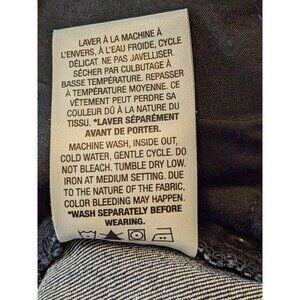 LAVER À LA MACHINE À
L'ENVERS, À L'EAU FROIDE, CYCLE
DÉLICAT. NE PAS JAVELLISER.
SÉCHER PAR CULBUTAGE À
BASSE TEMPÉRATURE. REPASSER
À TEMPÉRATURE MOYENNE. CE
VÊTEMENT PEUT PERDRE SA
COULEUR DÛ À LA NATURE DU
TISSU. *LAVER SÉPARÉMENT
AVANT DE PORTER.
MACHINE WASH, INSIDE OUT,
COLD WATER, GENTLE CYCLE. DO
NOT BLEACH. TUMBLE DRY LOW.
IRON AT MEDIUM SETTING. DUE
TO THE NATURE OF THE FABRIC,
COLOR BLEEDING MAY HAPPEN.
*WASH SEPARATELY BEFORE
WEARING.